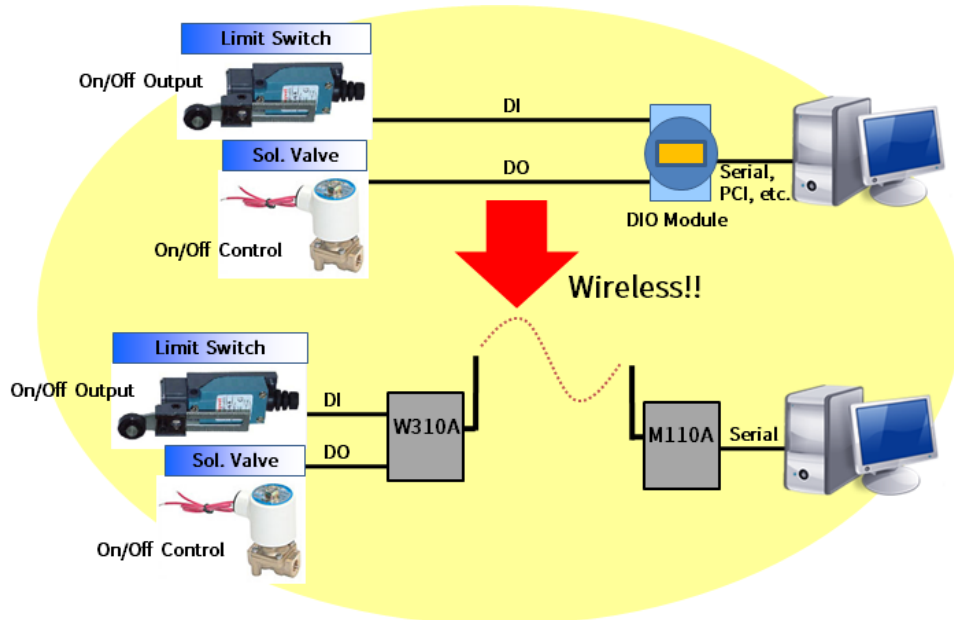 Limit Switch
On/Off Output
DI
Sol. Valve
DO
On/Off Control
Serial,
PCI, etc.
DIO Module
Wireless!!
Limit Switch
On/Off Output
DI
W310A
M110A
Serial
DO
Sol. Valve
On/Off Control